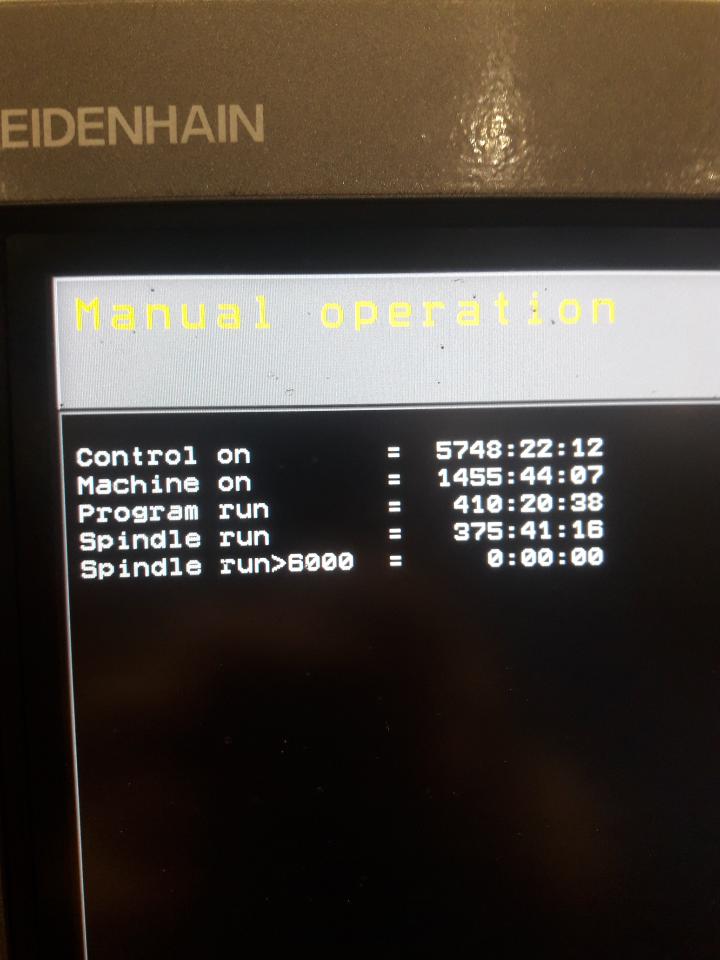 EIDENHAIN
Manual operation
Control on = 5748:22:12
Machine on = 1455:44:07
Program run = 410:20:38
Spindle run = 375:41:16
Spindle run>6000 = 0:00:00